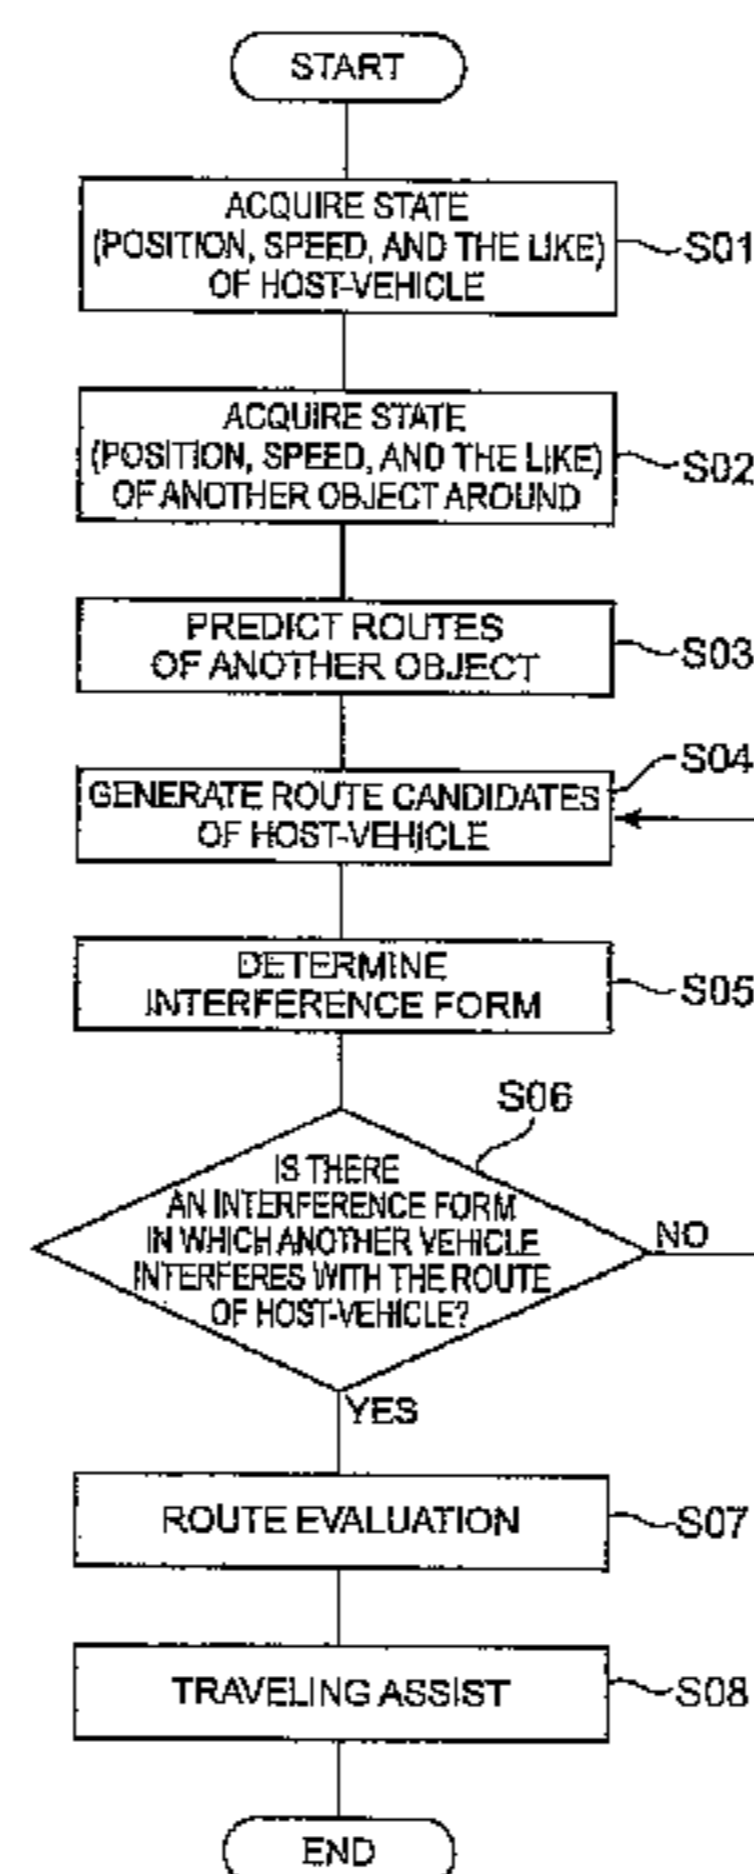 START
ACQUIRE STATE
(POSITION, SPEED, AND THE LIKE)
OF HOST-VEHICLE
S01
ACQUIRE STATE
(POSITION, SPEED, AND THE LIKE)
OF ANOTHER OBJECT AROUND
S02
PREDICT ROUTES
OF ANOTHER OBJECT
S03
S04
GENERATE ROUTE CANDIDATES
OF HOST-VEHICLE
DETERMINE
INTERFERENCE FORM
S05
S06
IS THERE
AN INTERFERENCE FORM
IN WHICH ANOTHER VEHICLE
INTERFERES WITH THE ROUTE
OF HOST-VEHICLE?
NO
YES
ROUTE EVALUATION
S07
TRAVELING ASSIST
S08
END